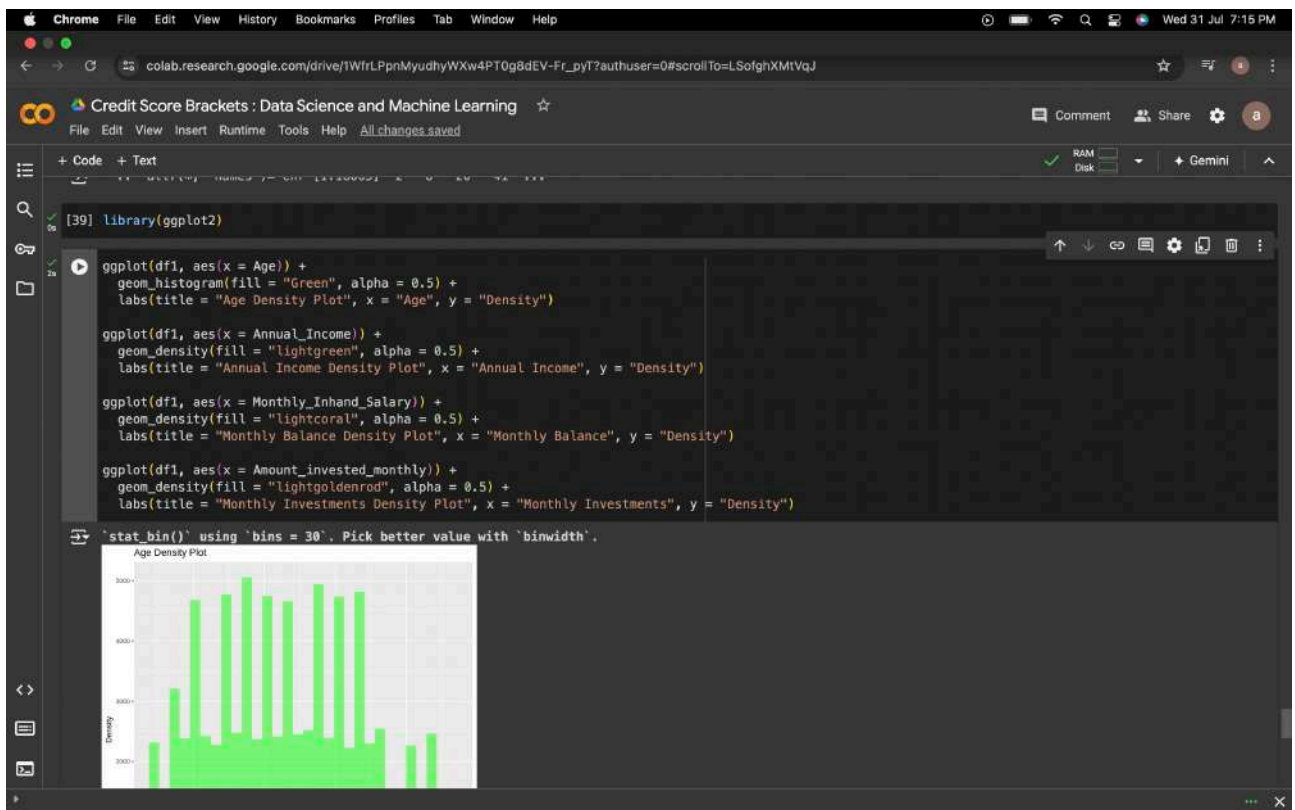 Chrome File Edit View History Bookmarks Profiles Tab Window Help Wed 31 Jul 7:15 PM
colab.research.google.com/drive/1WfrLPpnMyudhyWXw4PT0g8dEV-Fr_pyT?authuser=0#scrollTo=LSofghXMtVqJ
CO Credit Score Brackets : Data Science and Machine Learning
Comment Share a
File Edit View Insert Runtime Tools Help All changes saved
+ Code + Text RAM Disk Gemini
[39] library(ggplot2)
0s
2s
ggplot(df1, aes(x = Age)) +
geom_histogram(fill = "Green", alpha = 0.5) +
labs(title = "Age Density Plot", x = "Age", y = "Density")
ggplot(df1, aes(x = Annual_Income)) +
geom_density(fill = "lightgreen", alpha = 0.5) +
labs(title = "Annual Income Density Plot", x = "Annual Income", y = "Density")
ggplot(df1, aes(x = Monthly_Inhand_Salary)) +
geom_density(fill = "lightcoral", alpha = 0.5) +
labs(title = "Monthly Balance Density Plot", x = "Monthly Balance", y = "Density")
ggplot(df1, aes(x = Amount_invested_monthly)) +
geom_density(fill = "lightgoldenrod", alpha = 0.5) +
labs(title = "Monthly Investments Density Plot", x = "Monthly Investments", y = "Density")
`stat_bin()` using `bins = 30`. Pick better value with `binwidth`.
Age Density Plot
5000
4000
3000
Density
2000